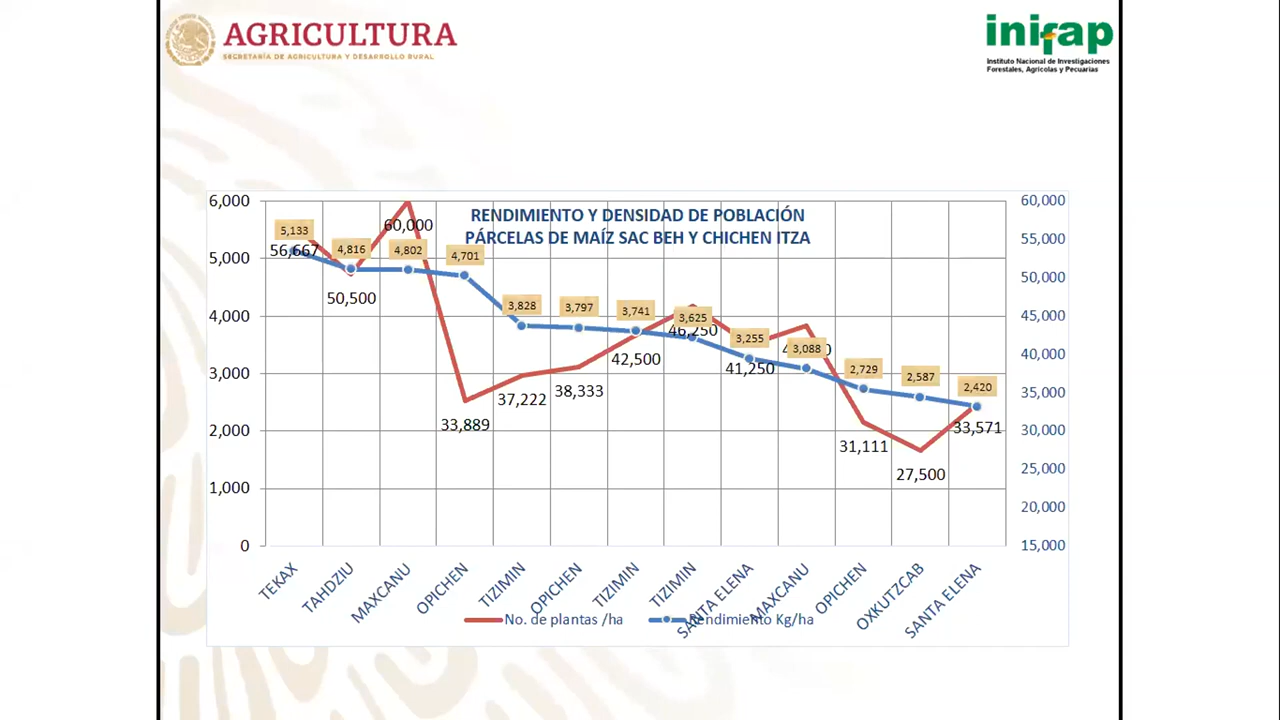 AGRICULTURA
SECRETARÍA DE AGRICULTURA Y DESARROLLO RURAL
inifap
Instituto Nacional de Investigaciones
Forestales, Agrícolas y Pecuarias
RENDIMIENTO Y DENSIDAD DE POBLACIÓN
PÁRCELAS DE MAÍZ SAC BEH Y CHICHEN ITZA
6,000
5,000
4,000
3,000
2,000
1,000
0
60,000
55,000
50,000
45,000
40,000
35,000
30,000
25,000
20,000
15,000
5,133
4,816
4,802
4,701
3,828
3,797
3,741
3,625
3,255
3,088
2,729
2,587
2,420
56,667
50,500
60,000
33,889
37,222
38,333
42,500
46,250
41,250
31,111
27,500
33,571
TEKAX
TAHDZIU
MAXCANU
OPICHEN
TIZIMIN
OPICHEN
TIZIMIN
TIZIMIN
SANTA ELENA
MAXCANU
OPICHEN
OXKUTZCAB
SANTA ELENA
No. de plantas /ha
Rendimiento Kg/ha